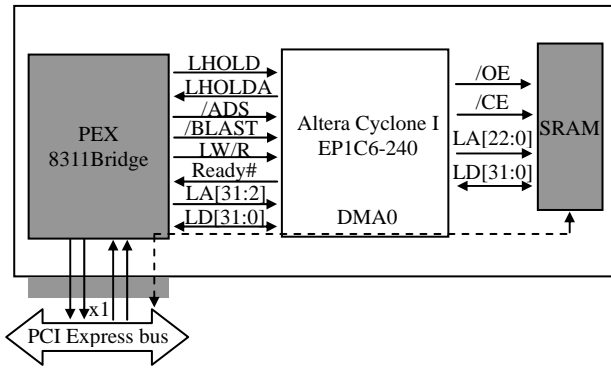 PEX
8311Bridge
LHOLD
LHOLDA
/ADS
/BLAST
LW/R
Ready#
LA[31:2]
LD[31:0]
Altera Cyclone I
EP1C6-240
DMA0
/OE
/CE
LA[22:0]
LD[31:0]
SRAM
x1
PCI Express bus